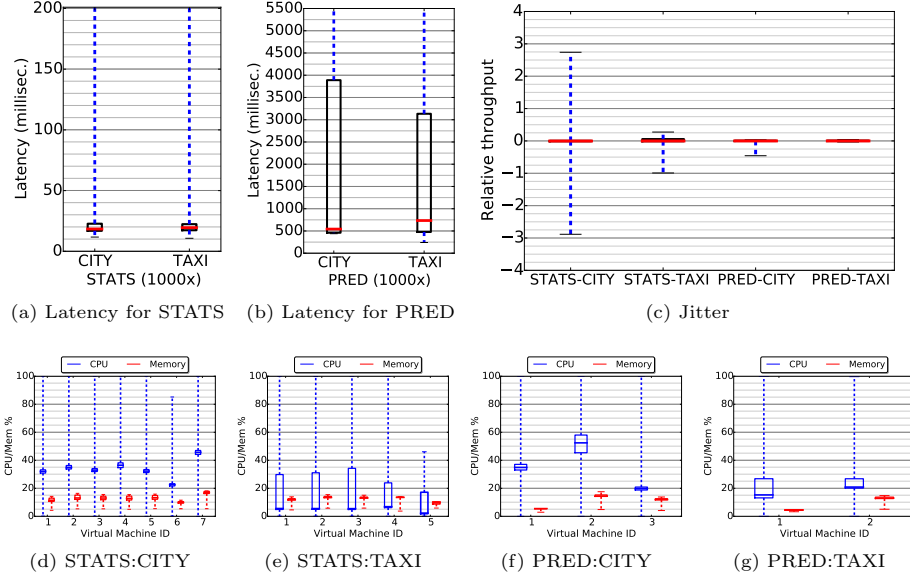 200
150
100
50
0
Latency (millisec.)
CITY TAXI
STATS (1000x)
(a) Latency for STATS
5500
5000
4500
4000
3500
3000
2500
2000
1500
1000
500
0
Latency (millisec.)
CITY TAXI
PRED (1000x)
(b) Latency for PRED
4
3
2
1
0
−1
−2
−3
−4
Relative throughput
STATS-CITY STATS-TAXI PRED-CITY PRED-TAXI
(c) Jitter
CPU Memory
100
80
60
40
20
0
CPU/Mem %
1 2 3 4 5 6 7
Virtual Machine ID
(d) STATS:CITY
CPU Memory
100
80
60
40
20
0
CPU/Mem %
1 2 3 4 5
Virtual Machine ID
(e) STATS:TAXI
CPU Memory
100
80
60
40
20
0
CPU/Mem %
1 2 3
Virtual Machine ID
(f) PRED:CITY
CPU Memory
100
80
60
40
20
0
CPU/Mem %
1 2
Virtual Machine ID
(g) PRED:TAXI